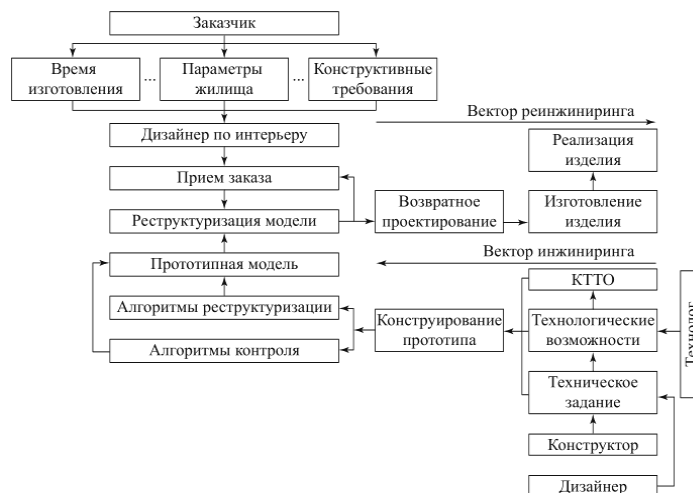 Заказчик
Время
изготовления
...
Параметры
жилища
...
Конструктивные
требования
Вектор реинжиниринга
Дизайнер по интерьеру
Реализация
изделия
Прием заказа
Возвратное
проектирование
Изготовление
изделия
Реструктуризация модели
Вектор инжиниринга
Прототипная модель
КТТО
Алгоритмы реструктуризации
Конструирование
прототипа
Технологические
возможности
Технолог
Алгоритмы контроля
Техническое
задание
Конструктор
Дизайнер